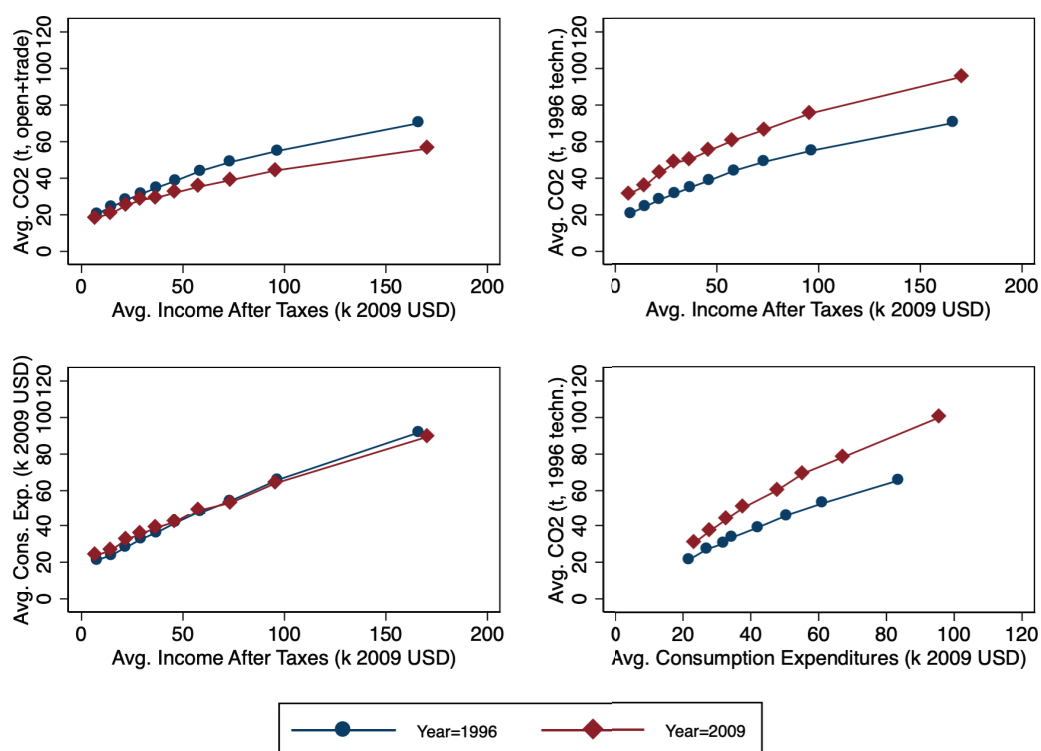 Avg. CO2 (t, open+trade)
0 20 40 60 80 100 120
0 50 100 150 200
Avg. Income After Taxes (k 2009 USD)
Avg. CO2 (t, 1996 techn.)
0 20 40 60 80 100 120
0 50 100 150 200
Avg. Income After Taxes (k 2009 USD)
Avg. Cons. Exp. (k 2009 USD)
0 20 40 60 80 100 120
0 50 100 150 200
Avg. Income After Taxes (k 2009 USD)
Avg. CO2 (t, 1996 techn.)
0 20 40 60 80 100 120
0 20 40 60 80 100 120
Avg. Consumption Expenditures (k 2009 USD)
Year=1996 Year=2009